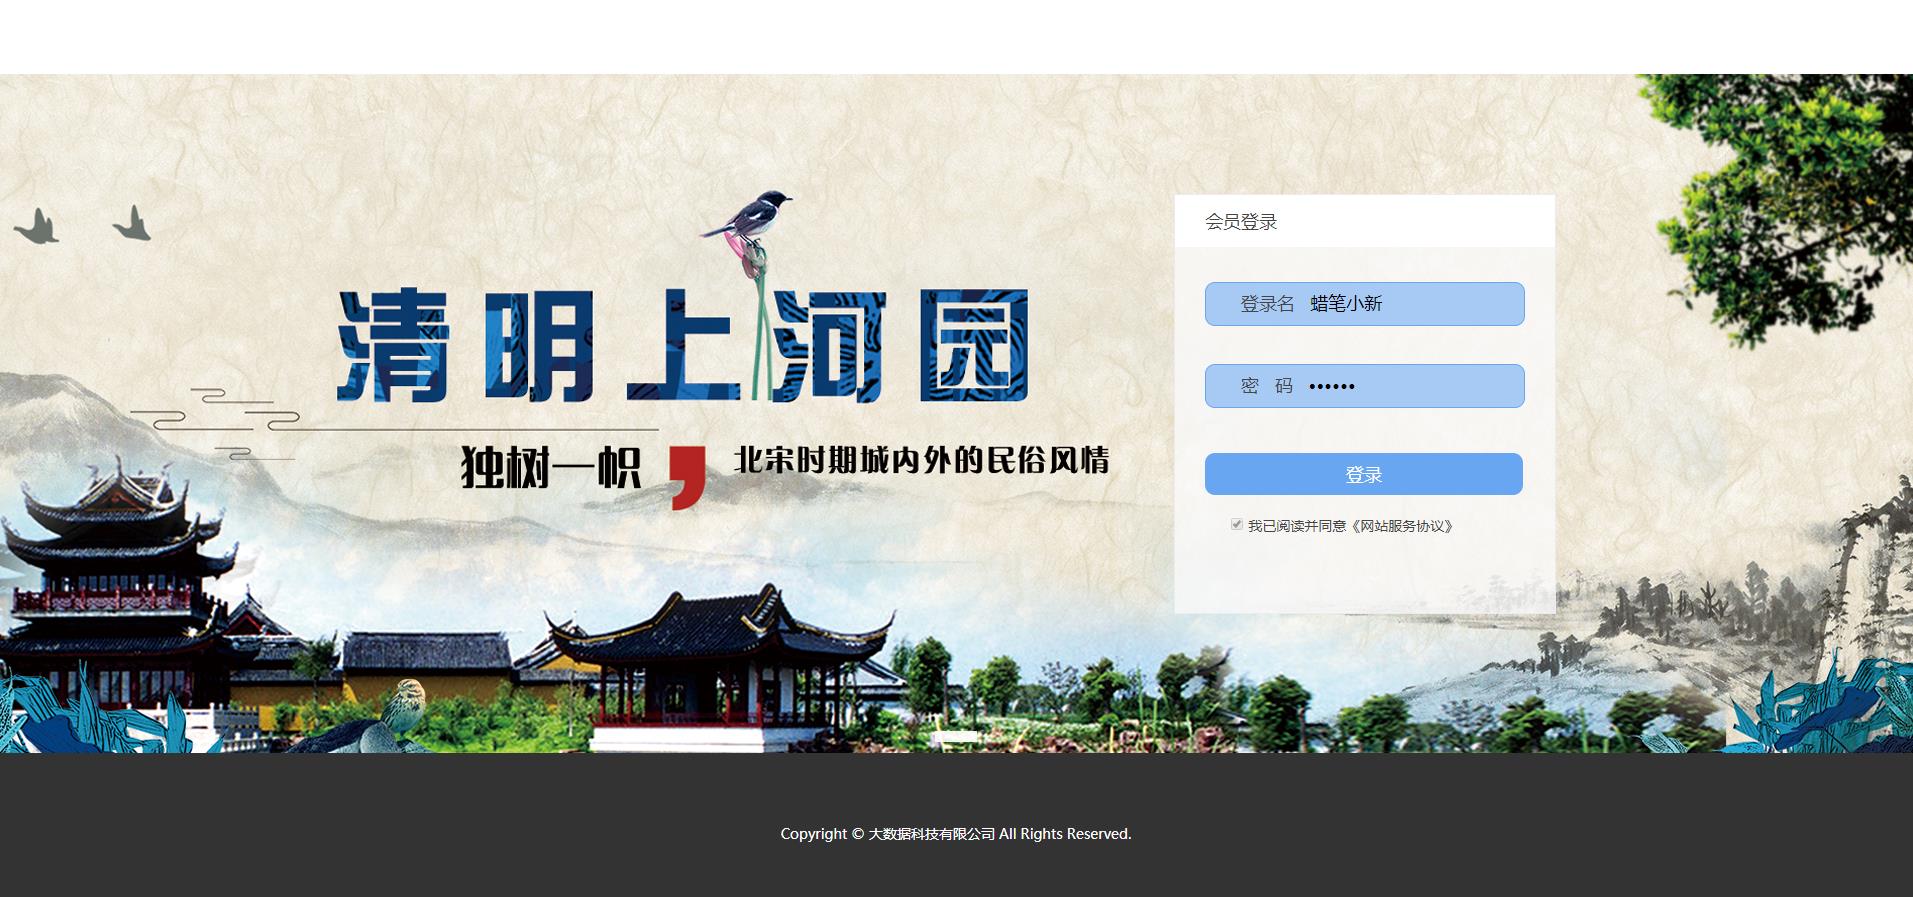 清明上河园
独树一帜，北宋时期城内外的民俗风情
会员登录
登录名 蜡笔小新
密 码 ••••••
登录
我已阅读并同意《网站服务协议》
Copyright © 大数据科技有限公司 All Rights Reserved.